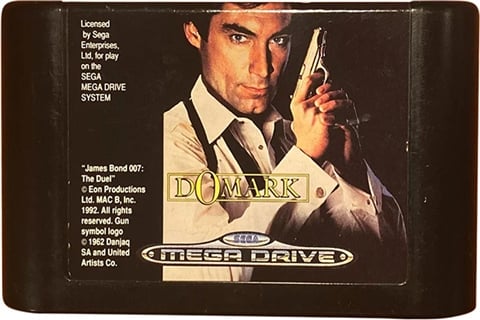 Licensed
by Sega
Enterprises,
Ltd, for play
on the
SEGA
MEGA DRIVE
SYSTEM
"James Bond 007:
The Duel"
© Eon Productions
Ltd. MAC B, Inc.
1992. All rights
reserved. Gun
symbol logo
© 1962 Danjaq
SA and United
Artists Co.
DOMARK
SEGA
MEGA DRIVE